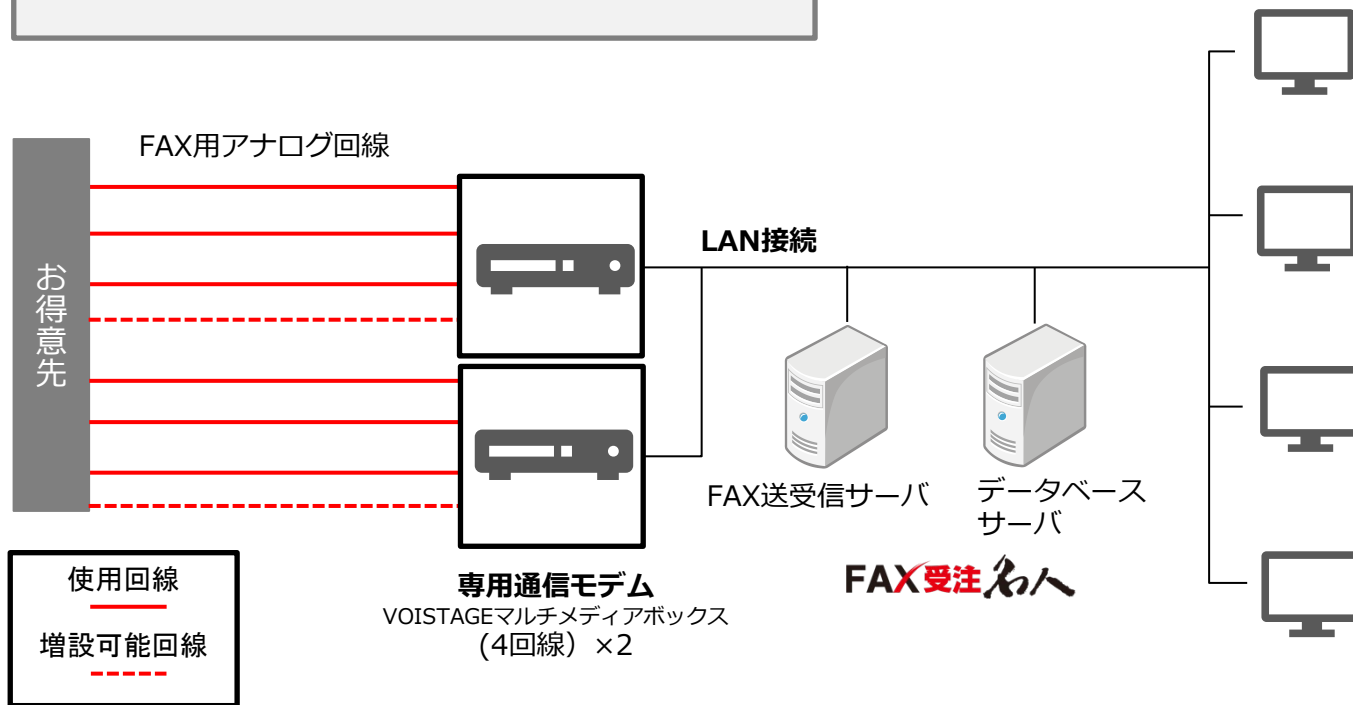 FAX用アナログ回線
お得意先
LAN接続
FAX送受信サーバ
データベース
サーバ
専用通信モデム
VOISTAGEマルチメディアボックス
(4回線）×2
FAX受注名人
使用回線
増設可能回線